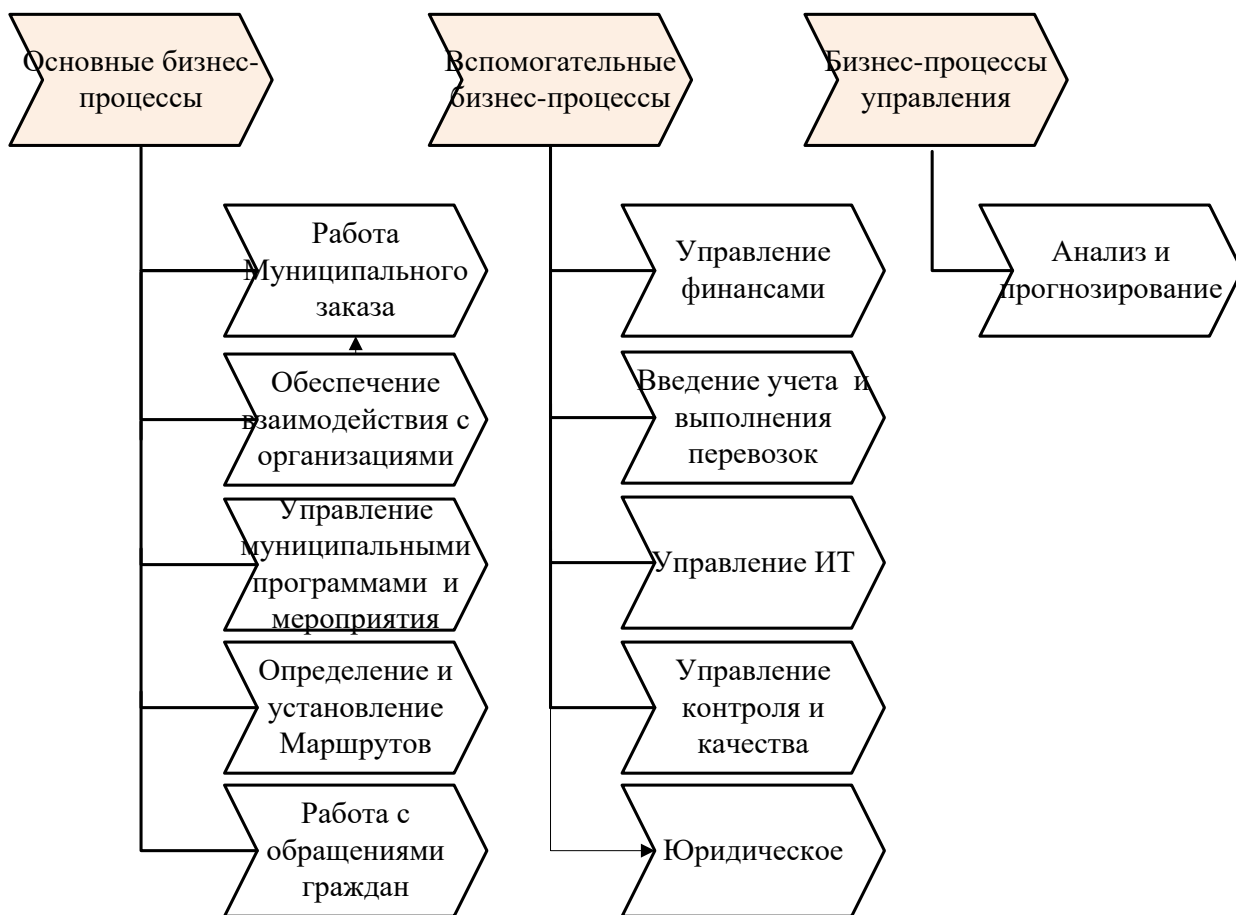 Основные бизнес-
процессы
Вспомогательные
бизнес-процессы
Бизнес-процессы
управления
Работа
Муниципального
заказа
Обеспечение
взаимодействия с
организациями
Управление
муниципальными
программами и
мероприятия
Определение и
установление
Маршрутов
Работа с
обращениями
граждан
Управление
финансами
Введение учета и
выполнения
перевозок
Управление ИТ
Управление
контроля и
качества
Юридическое
Анализ и
прогнозирование